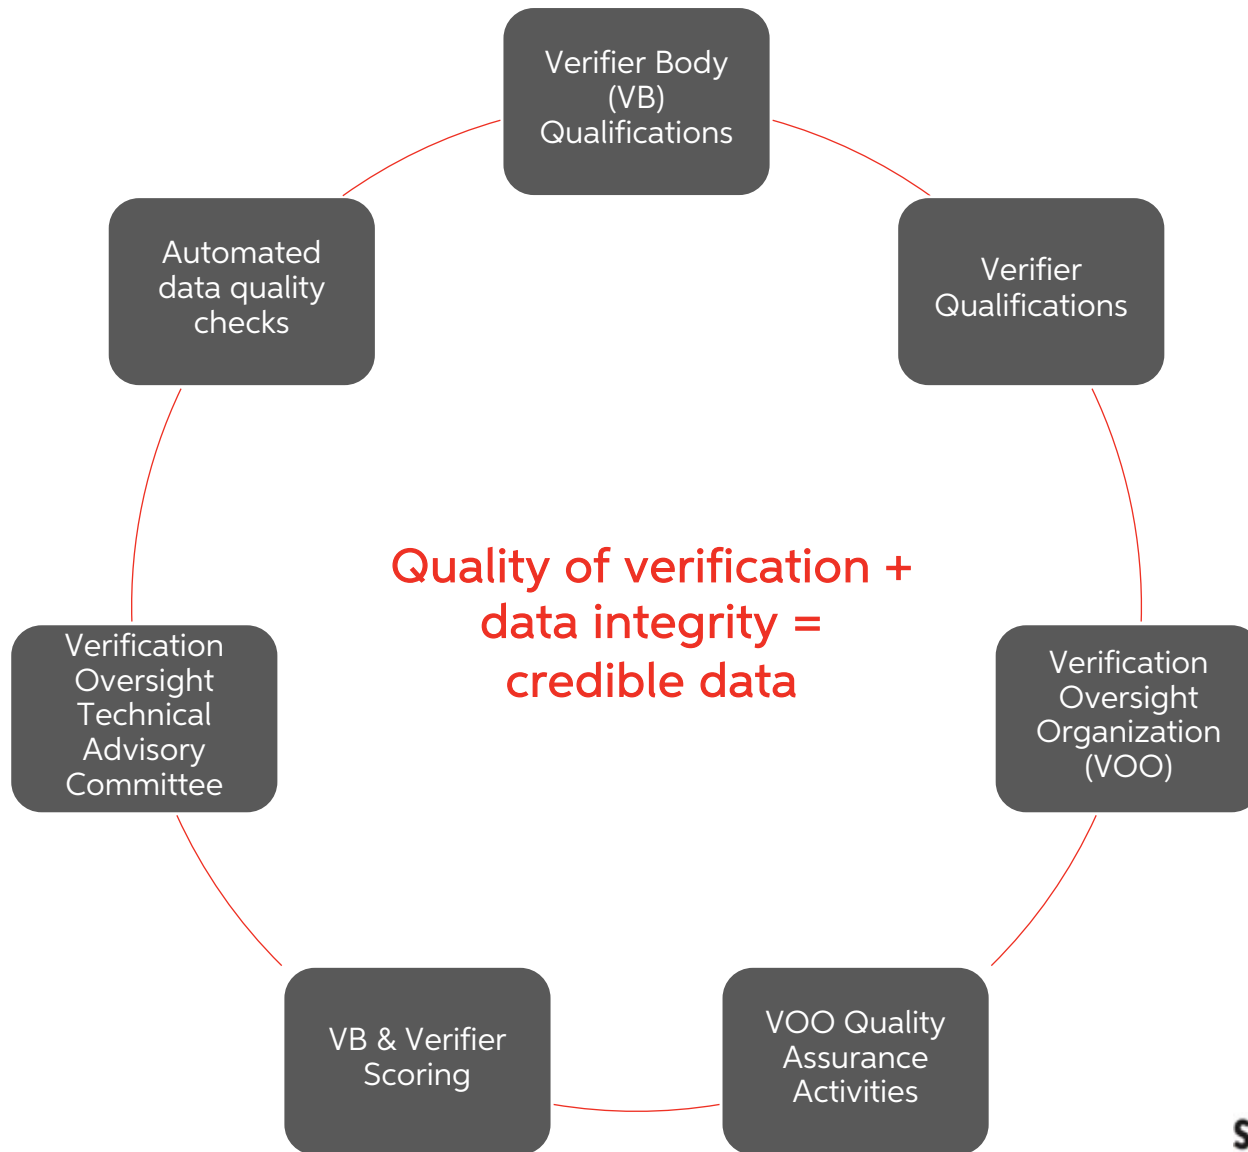 Verifier Body
(VB)
Qualifications
Automated
data quality
checks
Verifier
Qualifications
Quality of verification +
data integrity =
credible data
Verification
Oversight
Technical
Advisory
Committee
Verification
Oversight
Organization
(VOO)
VB & Verifier
Scoring
VOO Quality
Assurance
Activities
S